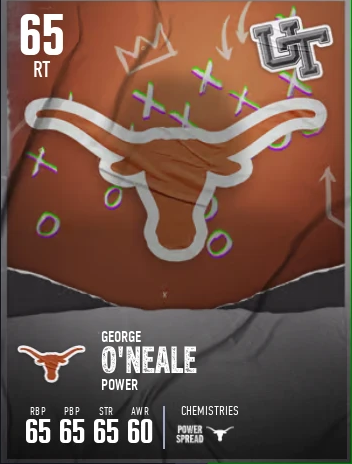 65
RT
UT
GEORGE
O'NEALE
POWER
RBP PBP STR AWR
65 65 65 60
CHEMISTRIES
POWER
SPREAD